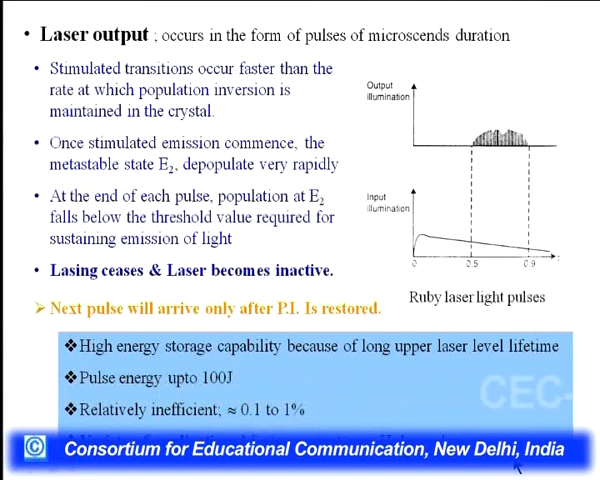 • Laser output ; occurs in the form of pulses of microscends duration
• Stimulated transitions occur faster than the
rate at which population inversion is
maintained in the crystal.
• Once stimulated emission commence, the
metastable state E₂, depopulate very rapidly
• At the end of each pulse, population at E₂
falls below the threshold value required for
sustaining emission of light
• Lasing ceases & Laser becomes inactive.
➢ Next pulse will arrive only after P.I. Is restored.
Output
illumination
Input
illumination
0 0.5 0.9
Ruby laser light pulses
❖High energy storage capability because of long upper laser level lifetime
❖Pulse energy upto 100J
❖Relatively inefficient; ≈ 0.1 to 1%
CEC-
© Consortium for Educational Communication, New Delhi, India